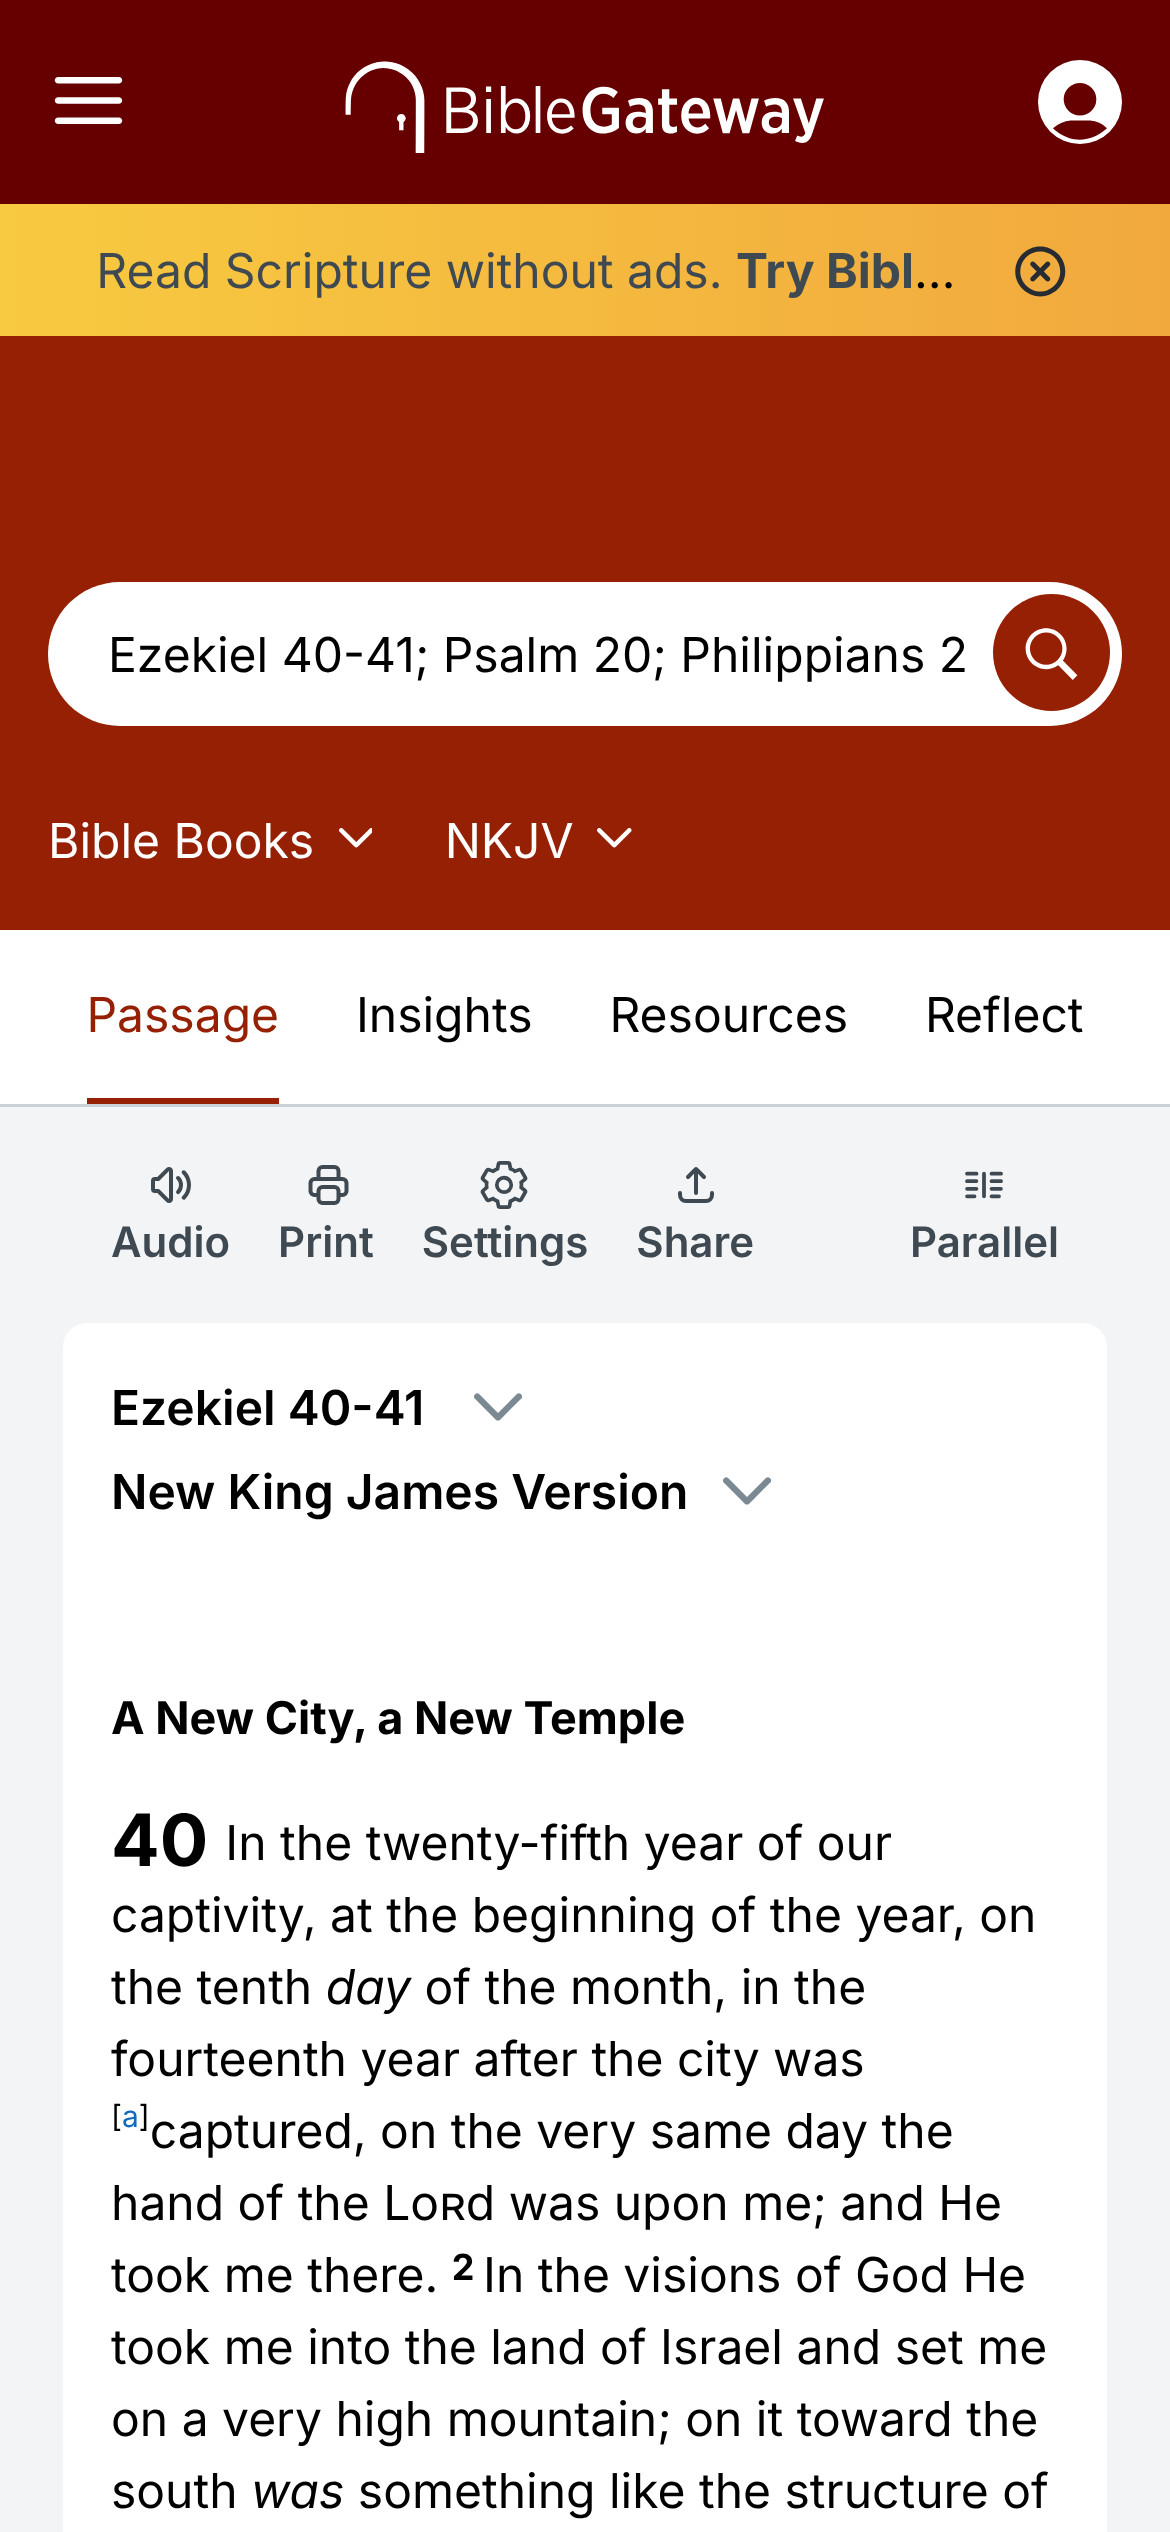 BibleGateway
Read Scripture without ads. Try Bibl...
Ezekiel 40-41; Psalm 20; Philippians 2
Bible Books NKJV
Passage Insights Resources Reflect
Audio Print Settings Share Parallel
Ezekiel 40-41
New King James Version
A New City, a New Temple
40 In the twenty-fifth year of our
captivity, at the beginning of the year, on
the tenth day of the month, in the
fourteenth year after the city was
[a]captured, on the very same day the
hand of the LoRd was upon me; and He
took me there. 2 In the visions of God He
took me into the land of Israel and set me
on a very high mountain; on it toward the
south was something like the structure of